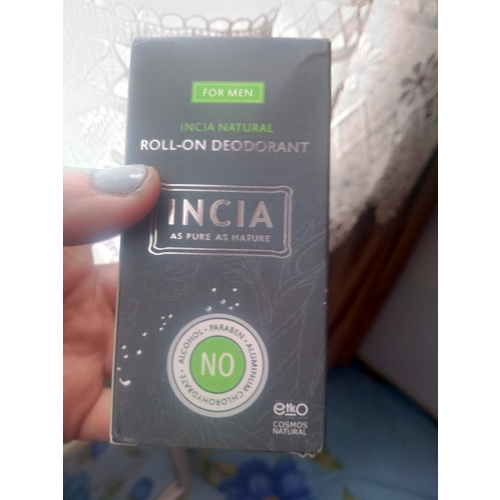 FOR MEN
INCIA NATURAL
ROLL-ON DEODORANT
INCIA
AS PURE AS NATURE
ALCOHOL • PARABEN • ALUMINUM CHLOROHYDRATE •
NO
etko
COSMOS
NATURAL